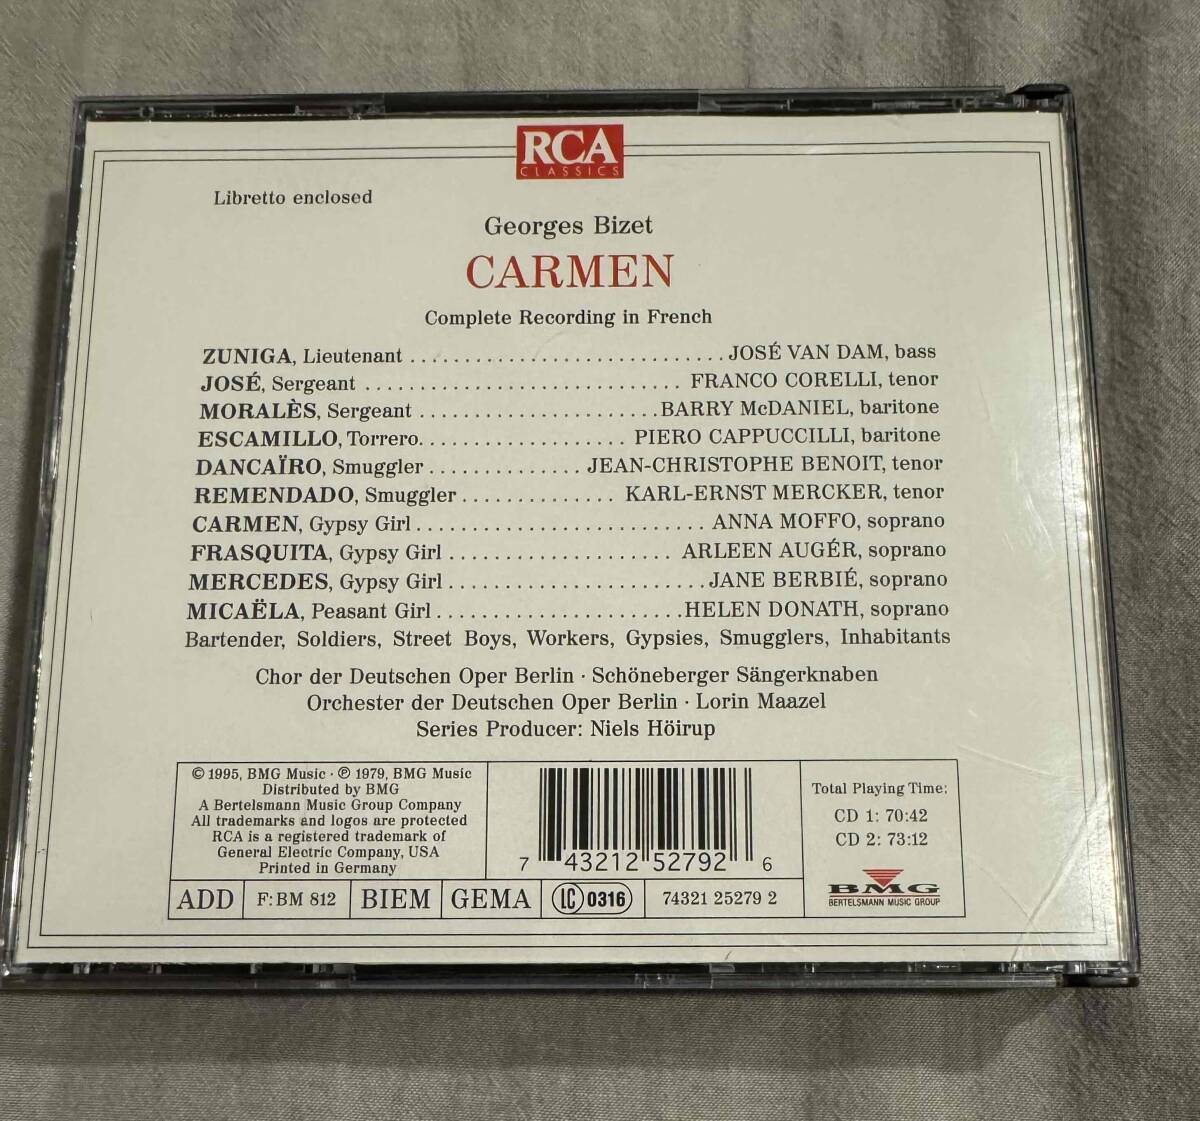 RCA
CLASSICS
Libretto enclosed
Georges Bizet
CARMEN
Complete Recording in French
ZUNIGA, Lieutenant ............................ JOSÉ VAN DAM, bass
JOSÉ, Sergeant ............................ FRANCO CORELLI, tenor
MORALÈS, Sergeant ...................... BARRY McDANIEL, baritone
ESCAMILLO, Torrero................... PIERO CAPPUCCILLI, baritone
DANCAÏRO, Smuggler .............. JEAN-CHRISTOPHE BENOIT, tenor
REMENDADO, Smuggler .............. KARL-ERNST MERCKER, tenor
CARMEN, Gypsy Girl .......................... ANNA MOFFO, soprano
FRASQUITA, Gypsy Girl .................... ARLEEN AUGÉR, soprano
MERCEDES, Gypsy Girl ........................ JANE BERBIÉ, soprano
MICAËLA, Peasant Girl ...................... HELEN DONATH, soprano
Bartender, Soldiers, Street Boys, Workers, Gypsies, Smugglers, Inhabitants
Chor der Deutschen Oper Berlin · Schöneberger Sängerknaben
Orchester der Deutschen Oper Berlin · Lorin Maazel
Series Producer: Niels Höirup
© 1995, BMG Music · ℗ 1979, BMG Music
Distributed by BMG
A Bertelsmann Music Group Company
All trademarks and logos are protected
RCA is a registered trademark of
General Electric Company, USA
Printed in Germany
7 43212 52792 6
Total Playing Time:
CD 1: 70:42
CD 2: 73:12
BMG
BERTELSMANN MUSIC GROUP
ADD F: BM 812 BIEM GEMA LC 0316 74321 25279 2